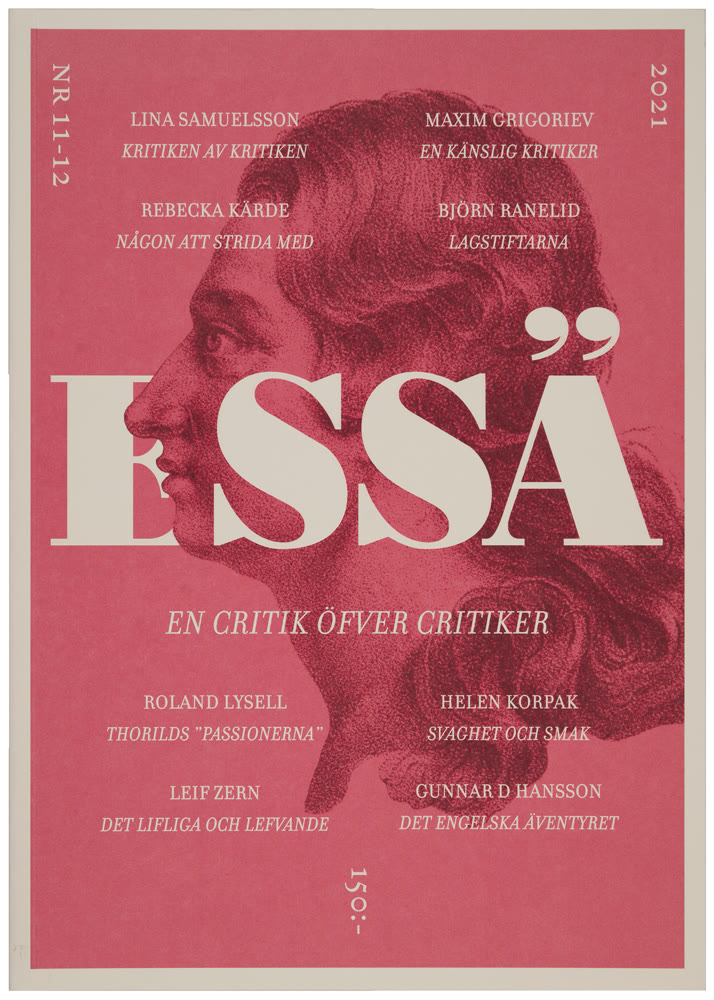 NR 11-12
2021
LINA SAMUELSSON
KRITIKEN AV KRITIKEN
MAXIM GRIGORIEV
EN KÄNSLIG KRITIKER
REBECKA KÄRDE
NÅGON ATT STRIDA MED
BJÖRN RANELID
LAGSTIFTARNA
ESSÄ
EN CRITIK ÖFVER CRITIKER
ROLAND LYSELL
THORILDS ”PASSIONERNA”
HELEN KORPAK
SVAGHET OCH SMAK
LEIF ZERN
DET LIFLIGA OCH LEFVANDE
GUNNAR D HANSSON
DET ENGELSKA ÄVENTYRET
150:-